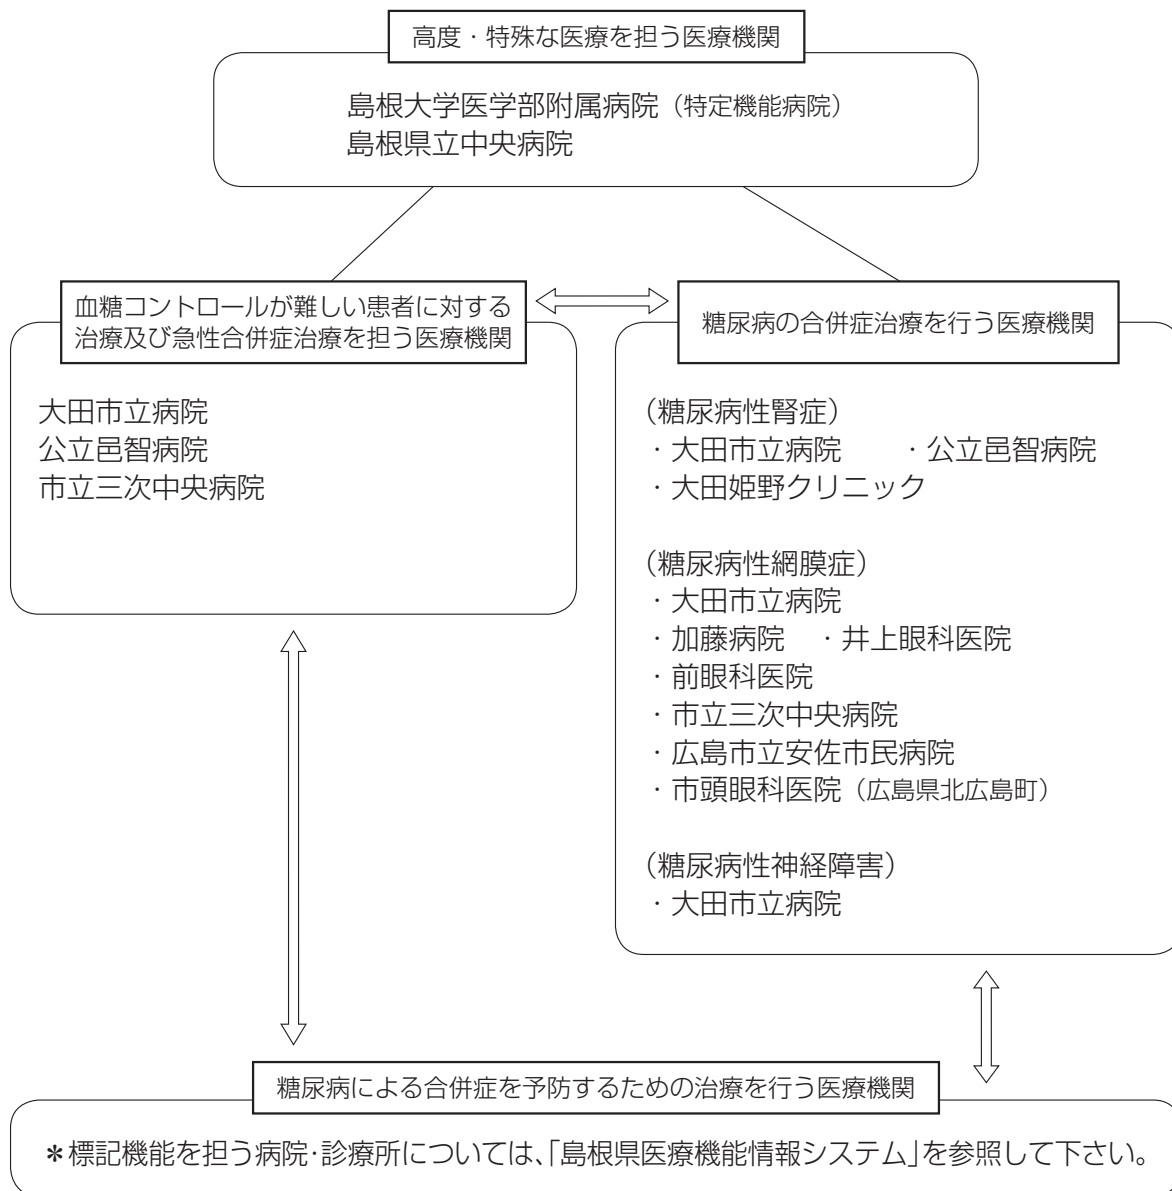 高度・特殊な医療を担う医療機関
島根大学医学部附属病院（特定機能病院）
島根県立中央病院
血糖コントロールが難しい患者に対する
治療及び急性合併症治療を担う医療機関
大田市立病院
公立邑智病院
市立三次中央病院
糖尿病の合併症治療を行う医療機関
（糖尿病性腎症）
・大田市立病院　・公立邑智病院
・大田姫野クリニック
（糖尿病性網膜症）
・大田市立病院
・加藤病院　・井上眼科医院
・前眼科医院
・市立三次中央病院
・広島市立安佐市民病院
・市頭眼科医院（広島県北広島町）
（糖尿病性神経障害）
・大田市立病院
糖尿病による合併症を予防するための治療を行う医療機関
＊標記機能を担う病院・診療所については、「島根県医療機能情報システム」を参照して下さい。